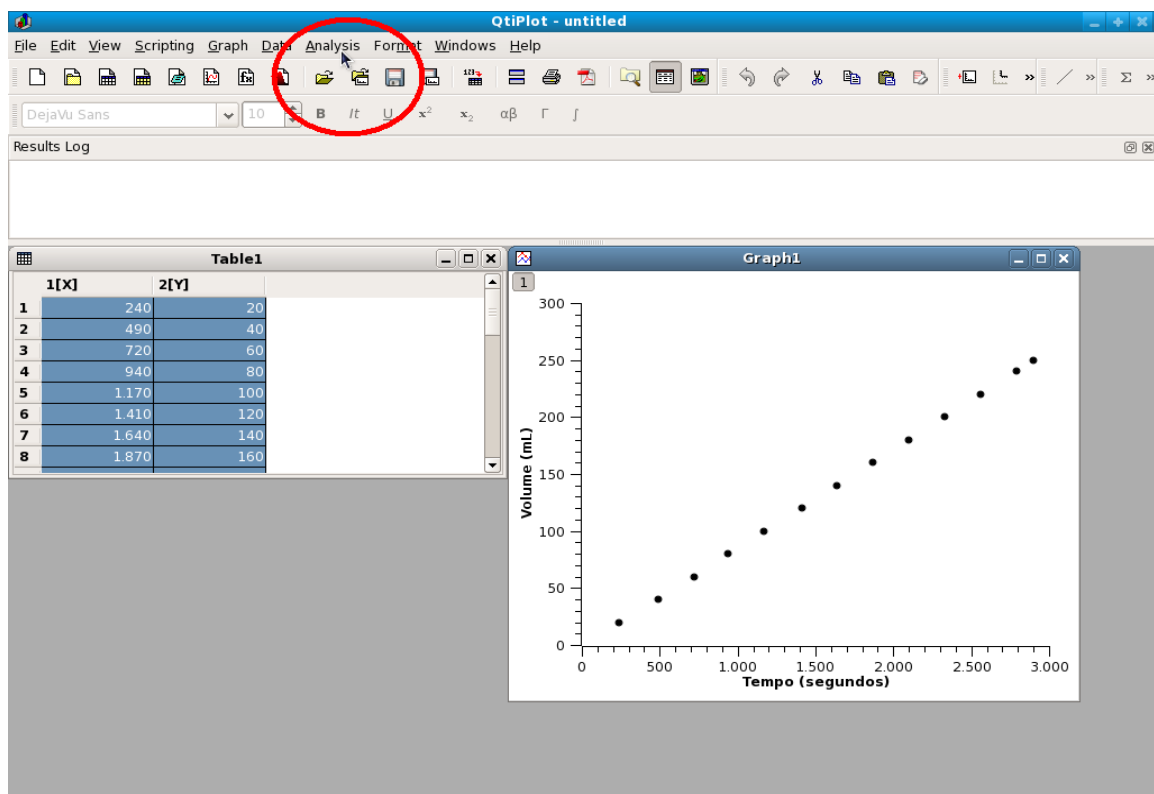 QtiPlot - untitled
File Edit View Scripting Graph Data Analysis Format Windows Help
DejaVu Sans 10 B It U x² x₂ αβ Γ ∫
Results Log
Table1
1[X] 2[Y]
1 240 20
2 490 40
3 720 60
4 940 80
5 1.170 100
6 1.410 120
7 1.640 140
8 1.870 160
Graph1
1
300
250
200
150
100
50
0
Volume (mL)
0 500 1.000 1.500 2.000 2.500 3.000
Tempo (segundos)